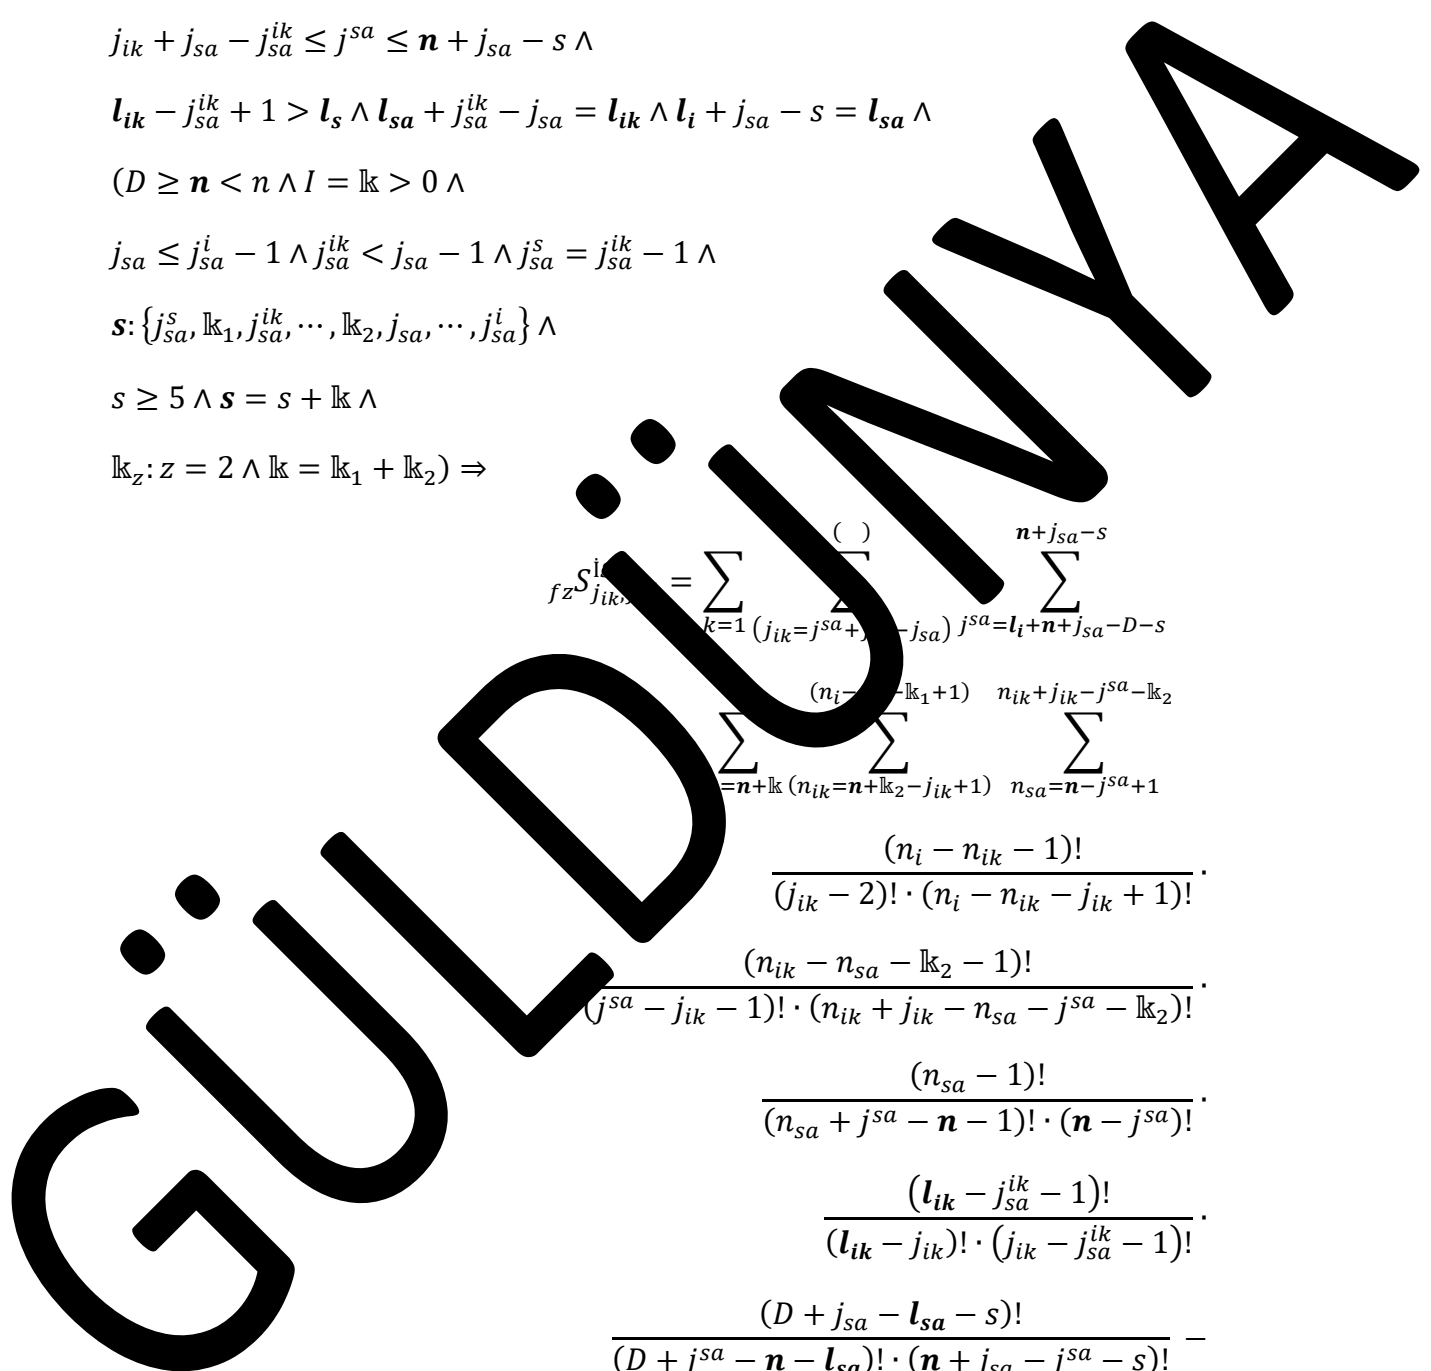 j_{ik} + j_{sa} − j_{sa}^{ik} ≤ j^{sa} ≤ 𝒏 + j_{sa} − s ∧
𝒍_{𝒊𝒌} − j_{sa}^{ik} + 1 > 𝒍_𝒔 ∧ 𝒍_{𝒔𝒂} + j_{sa}^{ik} − j_{sa} = 𝒍_{𝒊𝒌} ∧ 𝒍_𝒊 + j_{sa} − s = 𝒍_{𝒔𝒂} ∧
(D ≥ 𝒏 < n ∧ I = 𝕜 > 0 ∧
j_{sa} ≤ j_{sa}^{i} − 1 ∧ j_{sa}^{ik} < j_{sa} − 1 ∧ j_{sa}^{s} = j_{sa}^{ik} − 1 ∧
𝒔: {j_{sa}^{s}, 𝕜_1, j_{sa}^{ik}, ⋯, 𝕜_2, j_{sa}, ⋯, j_{sa}^{i}} ∧
s ≥ 5 ∧ 𝒔 = s + 𝕜 ∧
𝕜_z: z = 2 ∧ 𝕜 = 𝕜_1 + 𝕜_2) ⇒
( ) 𝒏+j_{sa}−s
_{fz}S_{j_{ik},} = ∑ ∑ ∑
k=1 (j_{ik}=j^{sa}+ −j_{sa}) j^{sa}=𝒍_𝒊+𝒏+j_{sa}−D−s
(n_i− −𝕜_1+1) n_{ik}+j_{ik}−j^{sa}−𝕜_2
∑ ∑ ∑
=𝒏+𝕜 (n_{ik}=𝒏+𝕜_2−j_{ik}+1) n_{sa}=𝒏−j^{sa}+1
(n_i − n_{ik} − 1)!
(j_{ik} − 2)! · (n_i − n_{ik} − j_{ik} + 1)! ·
(n_{ik} − n_{sa} − 𝕜_2 − 1)!
(j^{sa} − j_{ik} − 1)! · (n_{ik} + j_{ik} − n_{sa} − j^{sa} − 𝕜_2)! ·
(n_{sa} − 1)!
(n_{sa} + j^{sa} − 𝒏 − 1)! · (𝒏 − j^{sa})! ·
(𝒍_{𝒊𝒌} − j_{sa}^{ik} − 1)!
(𝒍_{𝒊𝒌} − j_{ik})! · (j_{ik} − j_{sa}^{ik} − 1)! ·
(D + j_{sa} − 𝒍_{𝒔𝒂} − s)!
(D + j^{sa} − 𝒏 − 𝒍_{𝒔𝒂})! · (𝒏 + j_{sa} − j^{sa} − s)! −
GÜLDÜNYA